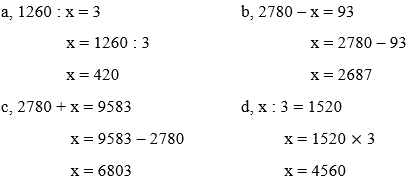 a, 1260 : x = 3
x = 1260 : 3
x = 420
b, 2780 – x = 93
x = 2780 – 93
x = 2687
c, 2780 + x = 9583
x = 9583 – 2780
x = 6803
d, x : 3 = 1520
x = 1520 × 3
x = 4560